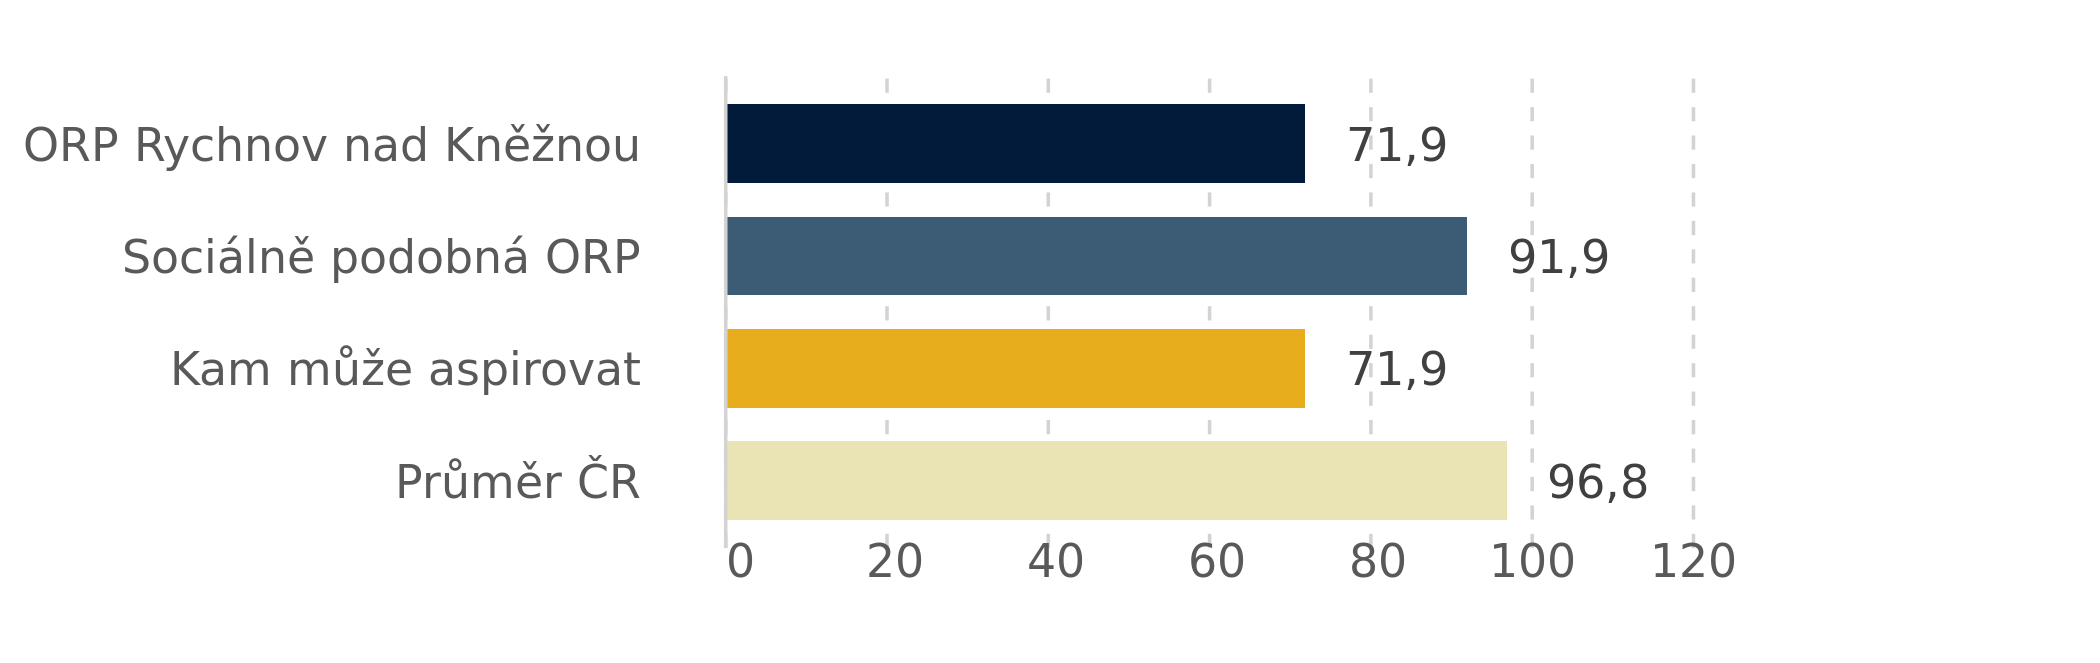 ORP Rychnov nad Kněžnou 71,9
Sociálně podobná ORP 91,9
Kam může aspirovat 71,9
Průměr ČR 96,8
0 20 40 60 80 100 120